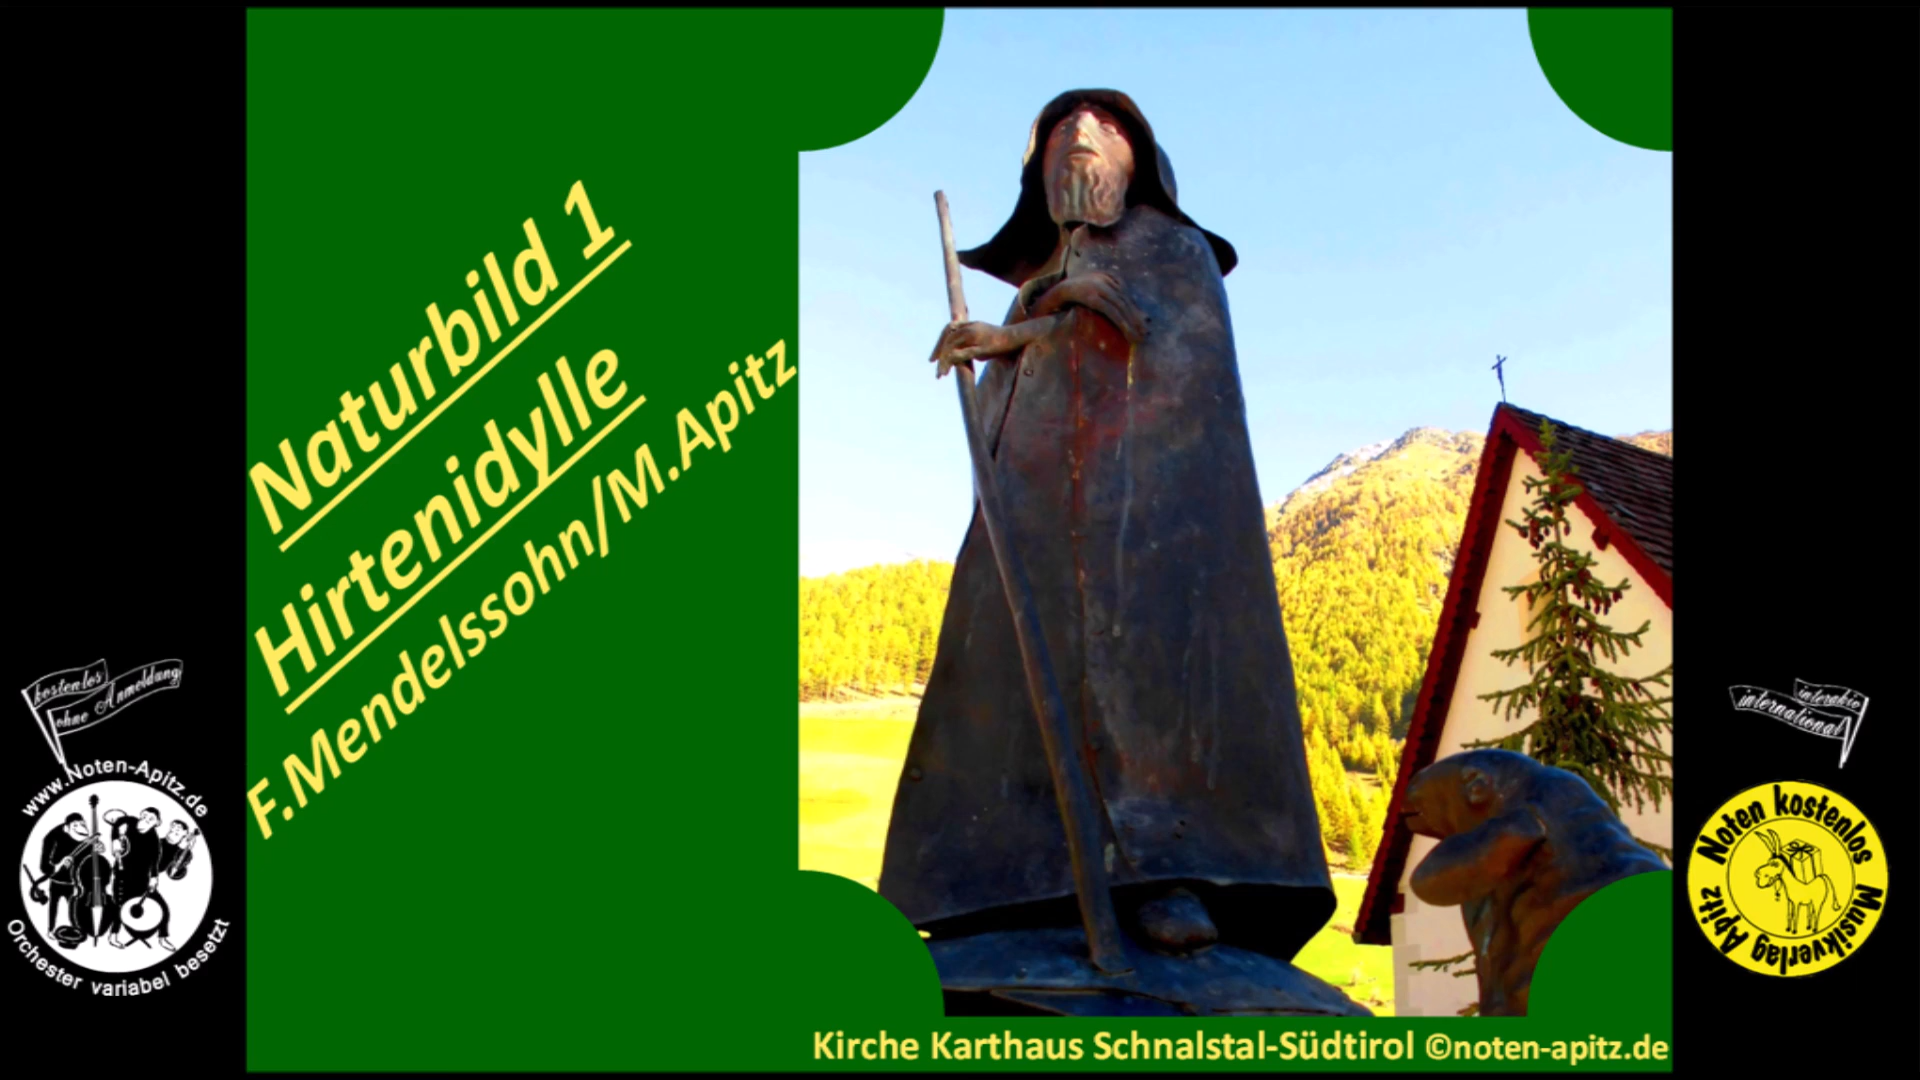 Naturbild 1
Hirtenidylle
F.Mendelssohn/M.Apitz
Kirche Karthaus Schnalstal-Südtirol ©noten-apitz.de
kostenlos
ohne Anmeldung
www.Noten-Apitz.de
Orchester variabel besetzt
international
Noten kostenlos
Musikverlag Apitz